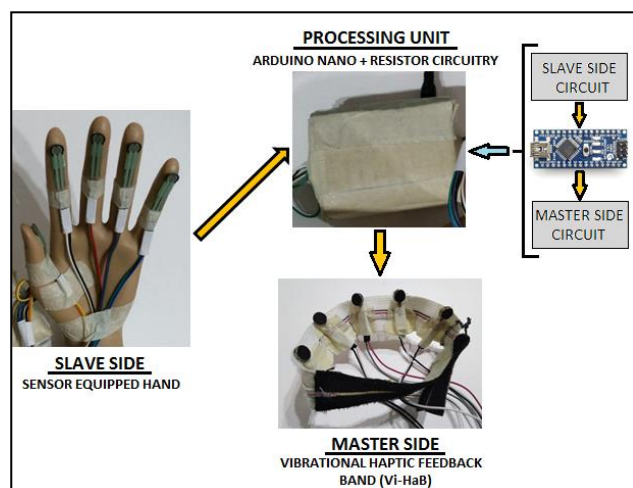 PROCESSING UNIT
ARDUINO NANO + RESISTOR CIRCUITRY
SLAVE SIDE
CIRCUIT
MASTER SIDE
CIRCUIT
SLAVE SIDE
SENSOR EQUIPPED HAND
MASTER SIDE
VIBRATIONAL HAPTIC FEEDBACK
BAND (Vi-HaB)